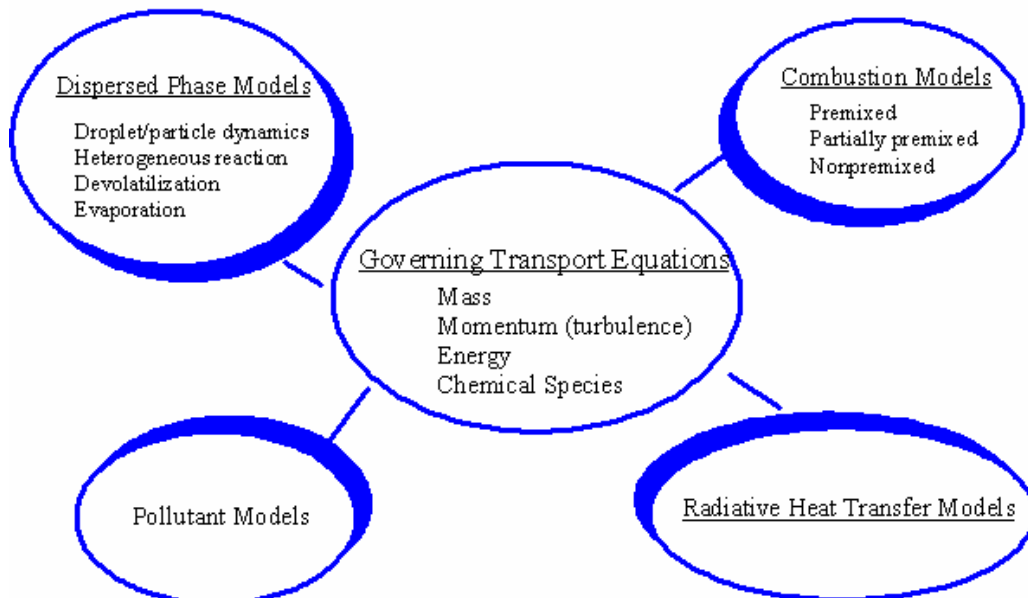 Dispersed Phase Models
Droplet/particle dynamics
Heterogeneous reaction
Devolatilization
Evaporation
Combustion Models
Premixed
Partially premixed
Nonpremixed
Governing Transport Equations
Mass
Momentum (turbulence)
Energy
Chemical Species
Pollutant Models
Radiative Heat Transfer Models